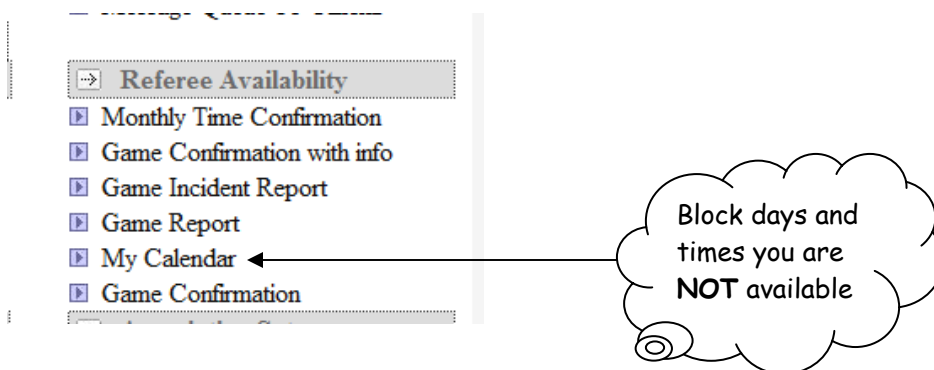 Referee Availability
Monthly Time Confirmation
Game Confirmation with info
Game Incident Report
Game Report
My Calendar
Game Confirmation
Block days and
times you are
NOT available